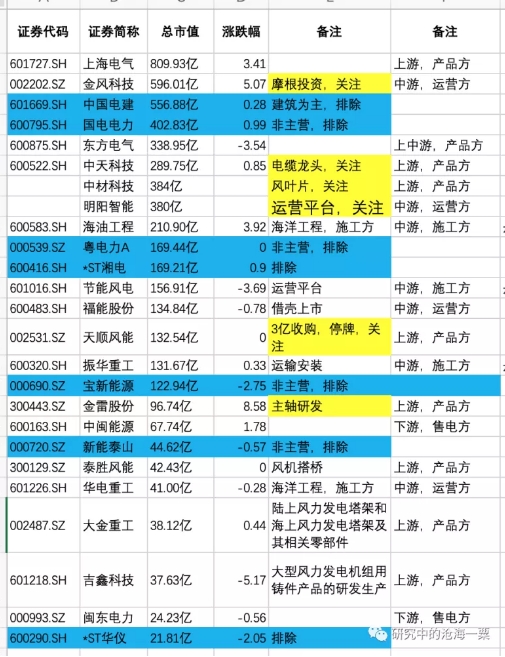 证券代码 证券简称 总市值 涨跌幅 备注 备注
601727.SH 上海电气 809.93亿 3.41 上游，产品方
002202.SZ 金风科技 596.01亿 5.07 摩根投资，关注 中游，运营方
601669.SH 中国电建 556.88亿 0.28 建筑为主，排除
600795.SH 国电电力 402.83亿 0.99 非主营，排除
600875.SH 东方电气 338.95亿 -3.54 上中游，产品方
600522.SH 中天科技 289.75亿 0.85 电缆龙头，关注 上游，产品方
中材科技 384亿 风叶片，关注 上游，产品方
明阳智能 380亿 运营平台，关注 中游，运营方
600583.SH 海油工程 210.90亿 3.92 海洋工程，施工方 中游，施工方
000539.SZ 粤电力A 169.44亿 0 非主营，排除
600416.SH *ST湘电 169.21亿 0.9 排除
601016.SH 节能风电 156.91亿 -3.69 运营平台 中游，施工方
600483.SH 福能股份 134.84亿 -0.78 借壳上市 中游，运营方
002531.SZ 天顺风能 132.54亿 0 3亿收购，停牌，关 上游，产品方
注
600320.SH 振华重工 131.67亿 0.33 运输安装 中游，施工方
000690.SZ 宝新能源 122.94亿 -2.75 非主营，排除
300443.SZ 金雷股份 96.74亿 8.58 主轴研发 上游，产品方
600163.SH 中闽能源 67.74亿 1.78 下游，售电方
000720.SZ 新能泰山 44.62亿 -0.57 非主营，排除
300129.SZ 泰胜风能 42.43亿 0 风机搭桥 上游，产品方
601226.SH 华电重工 41.00亿 -0.28 海洋工程，施工方 中游，运营方
陆上风力发电塔架和
002487.SZ 大金重工 38.12亿 0.44 海上风力发电塔架及 上游，产品方
其相关零部件
601218.SH 吉鑫科技 37.63亿 -5.17 大型风力发电机组用 上游，产品方
铸件产品的研发生产
000993.SZ 闽东电力 24.23亿 -0.56 下游，售电方
600290.SH *ST华仪 21.81亿 -2.05 排除
研究中的沧海一粟